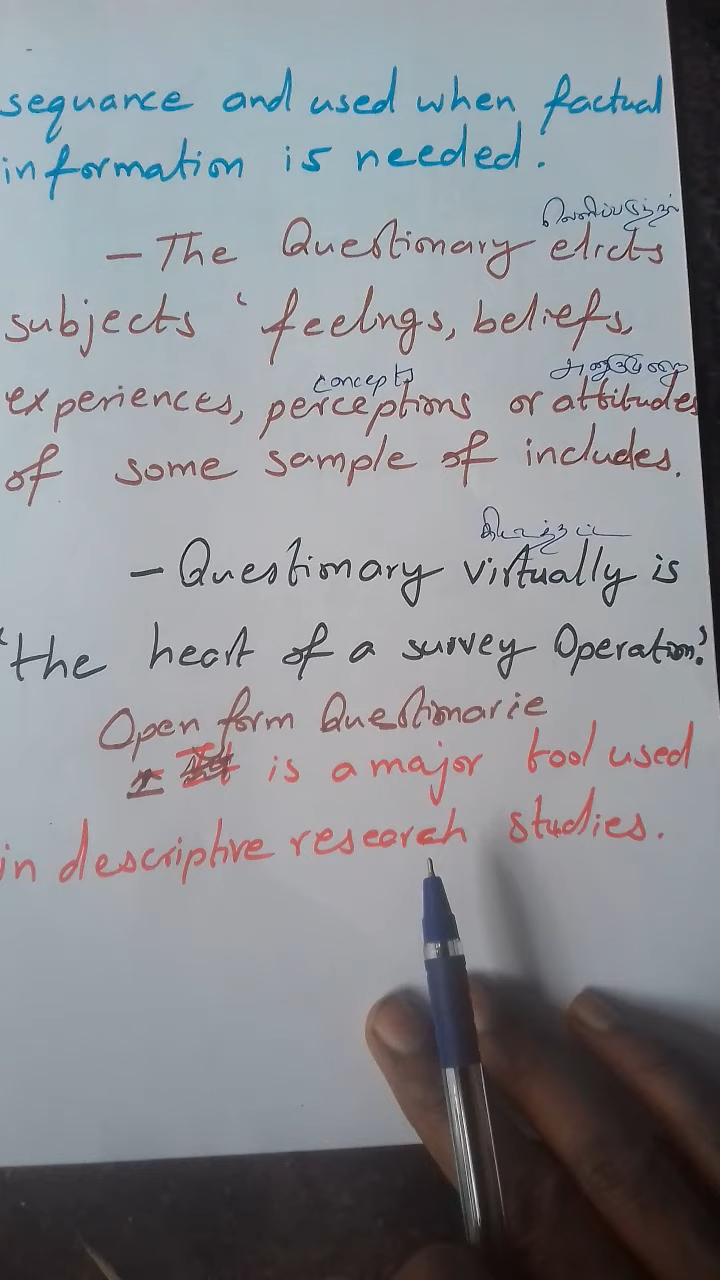 sequance and used when factual
information is needed.
வெளிப்படுத்தல்
- The Questionary elicts
subjects ' feelings, beliefs,
concepts
experiences, perceptions or attitudes
of some sample of includes.
- Questionary virtually is
'the heart of a survey Operation.'
Open form Questionarie
- is a major tool used
in descriptive research studies.